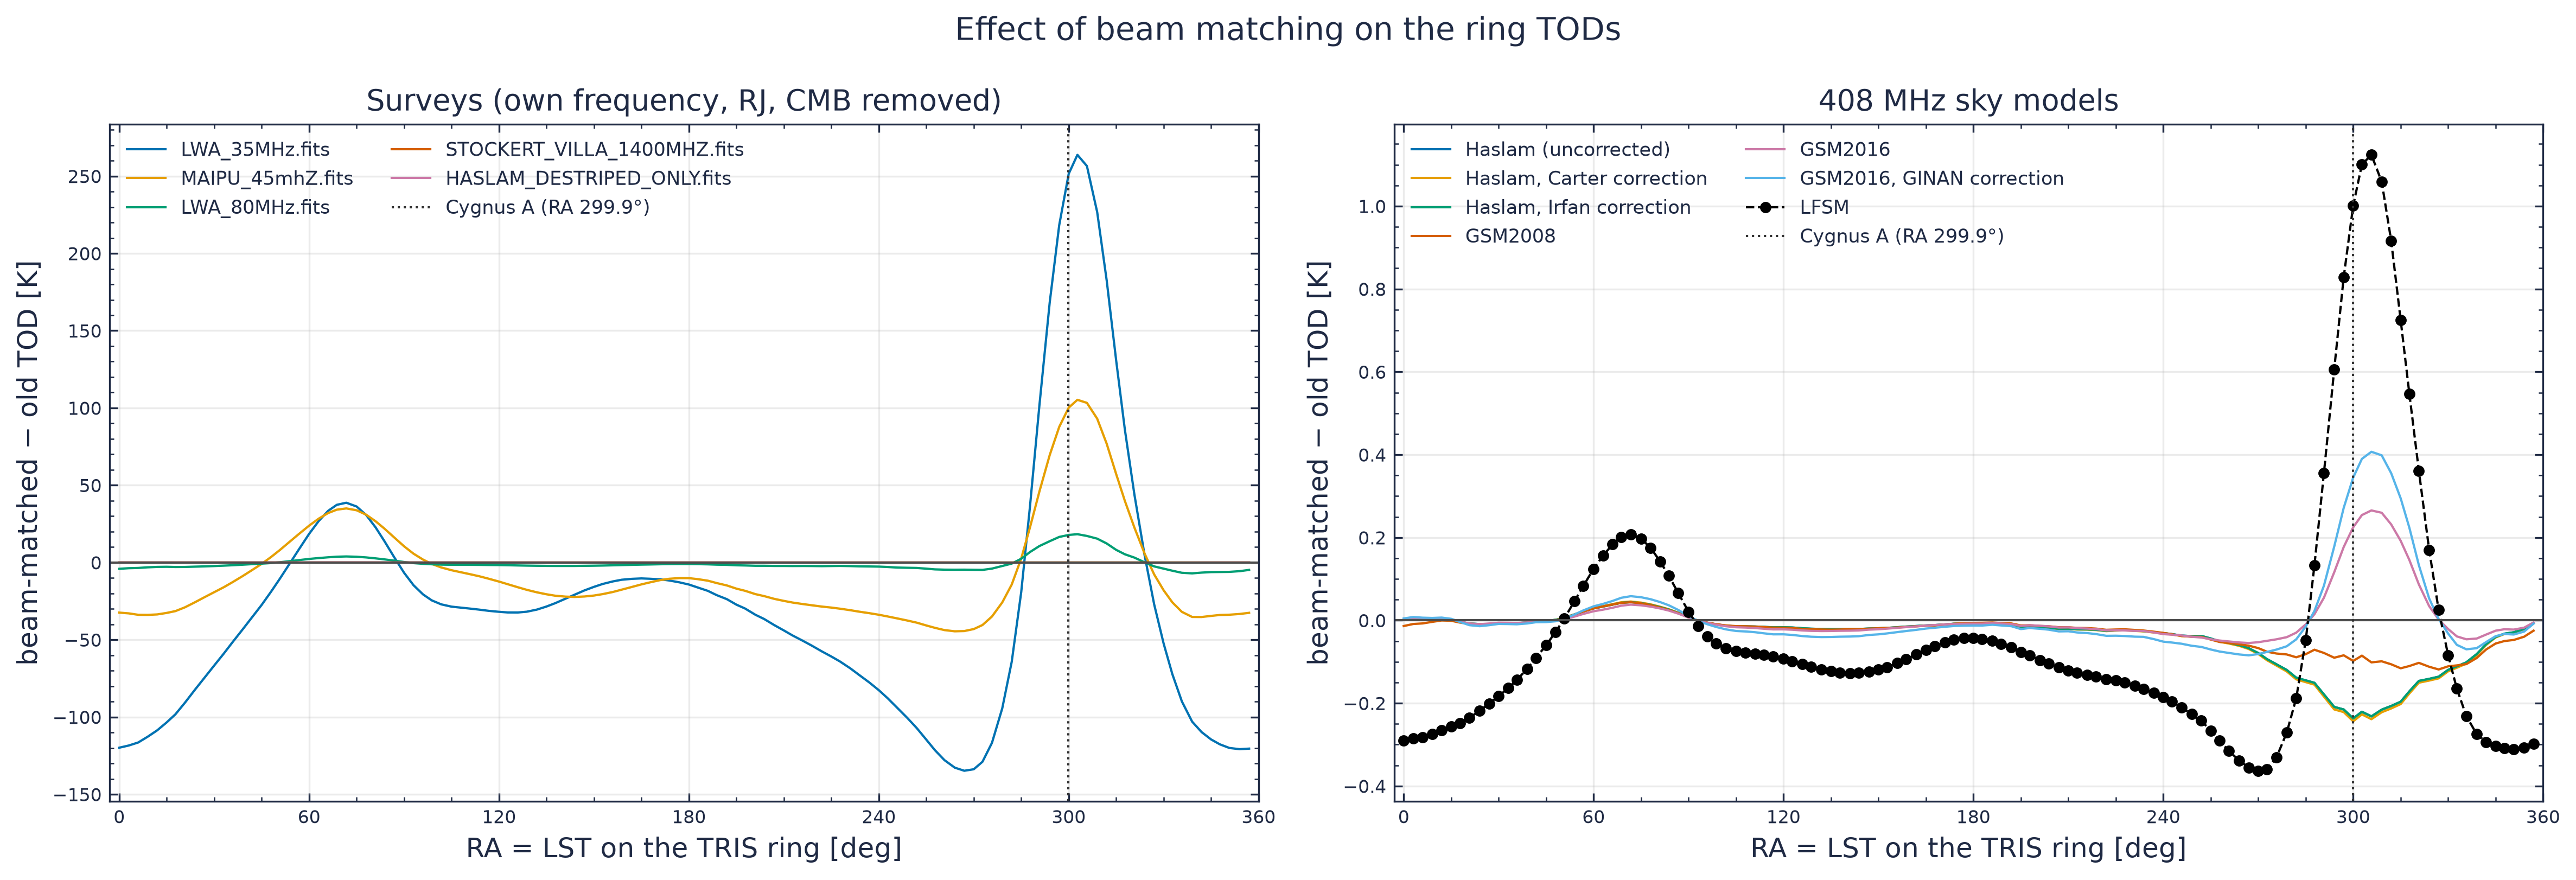 Effect of beam matching on the ring TODs
Surveys (own frequency, RJ, CMB removed)
LWA_35MHz.fits
MAIPU_45mhZ.fits
LWA_80MHz.fits
STOCKERT_VILLA_1400MHZ.fits
HASLAM_DESTRIPED_ONLY.fits
Cygnus A (RA 299.9°)
beam-matched − old TOD [K]
250
200
150
100
50
0
−50
−100
−150
0 60 120 180 240 300 360
RA = LST on the TRIS ring [deg]
408 MHz sky models
Haslam (uncorrected)
Haslam, Carter correction
Haslam, Irfan correction
GSM2008
GSM2016
GSM2016, GINAN correction
LFSM
Cygnus A (RA 299.9°)
beam-matched − old TOD [K]
1.0
0.8
0.6
0.4
0.2
0.0
−0.2
−0.4
0 60 120 180 240 300 360
RA = LST on the TRIS ring [deg]